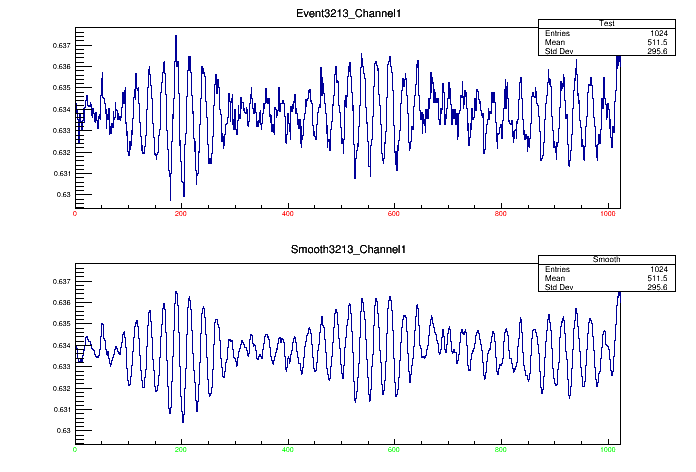 Event3213_Channel1
Test
Entries 1024
Mean 511.5
Std Dev 295.6
0.637
0.636
0.635
0.634
0.633
0.632
0.631
0.63
0 200 400 600 800 1000
Smooth3213_Channel1
Smooth
Entries 1024
Mean 511.5
Std Dev 295.6
0.637
0.636
0.635
0.634
0.633
0.632
0.631
0.63
0 200 400 600 800 1000